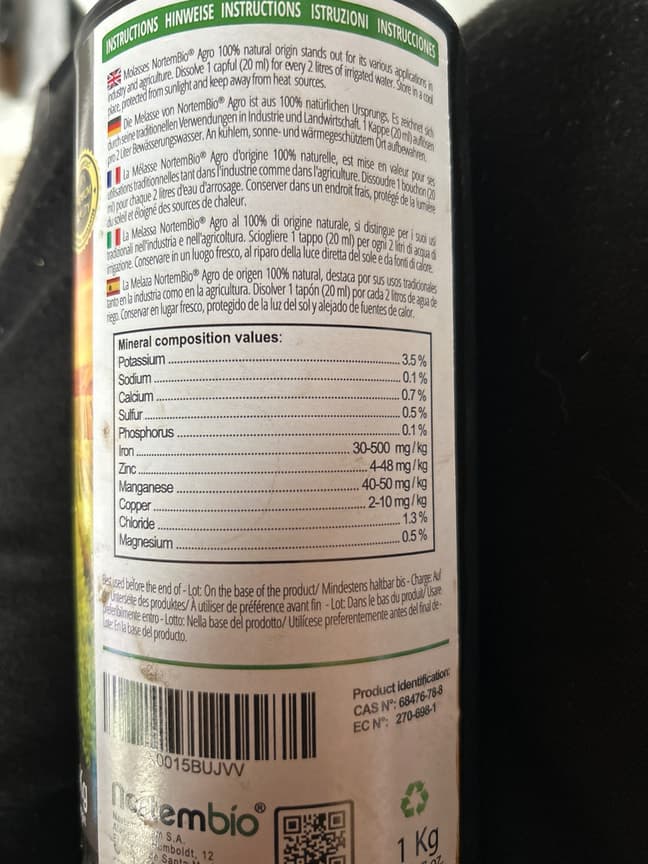 INSTRUCTIONS HINWEISE INSTRUCTIONS ISTRUZIONI INSTRUCCIONES
Molasses NortemBio® Agro 100% natural origin stands out for its various applications in
industry and agriculture. Dissolve 1 capful (20 ml) for every 2 litres of irrigated water. Store in a cool
place, protected from sunlight and keep away from heat sources.
Die Melasse von NortemBio® Agro ist aus 100% natürlichen Ursprungs. Es zeichnet sich
durch seine traditionellen Verwendungen in Industrie und Landwirtschaft. 1 Kappe (20 ml) auflösen
pro 2 Liter Bewässerungswasser. An kühlem, sonne- und wärmegeschütztem Ort aufbewahren.
La Mélasse NortemBio® Agro d'origine 100% naturelle, est mise en valeur pour ses
utilisations traditionnelles tant dans l'industrie comme dans l'agriculture. Dissoudre 1 bouchon (20
ml) pour chaque 2 litres d'eau d'arrosage. Conserver dans un endroit frais, protégé de la lumière
du soleil et éloigné des sources de chaleur.
La Melassa NortemBio® Agro al 100% di origine naturale, si distingue per i suoi usi
tradizionali nell'industria e nell'agricoltura. Sciogliere 1 tappo (20 ml) per ogni 2 litri di acqua di
irrigazione. Conservare in un luogo fresco, al riparo della luce diretta del sole e da fonti di calore.
La Melaza NortemBio® Agro de origen 100% natural, destaca por sus usos tradicionales
tanto en la industria como en la agricultura. Disolver 1 tapón (20 ml) por cada 2 litros de agua de
riego. Conservar en lugar fresco, protegido de la luz del sol y alejado de fuentes de calor.
Mineral composition values:
Potassium 3.5%
Sodium 0.1%
Calcium 0.7%
Sulfur 0.5%
Phosphorus 0.1%
Iron 30-500 mg/kg
Zinc 4-48 mg/kg
Manganese 40-50 mg/kg
Copper 2-10 mg/kg
Chloride 1.3%
Magnesium 0.5%
Best used before the end of - Lot: On the base of the product/ Mindestens haltbar bis - Charge: Auf
Unterseite des produktes/ À utiliser de préférence avant fin - Lot: Dans le bas du produit/ Usare
preferibilmente entro - Lotto: Nella base del prodotto/ Utilícese preferentemente antes del final de -
Lote: En la base del producto.
Product identification:
CAS Nº: 68476-78-8
EC Nº: 270-698-1
0015BUJVV
nortembio®
S.A.
12
1 Kg